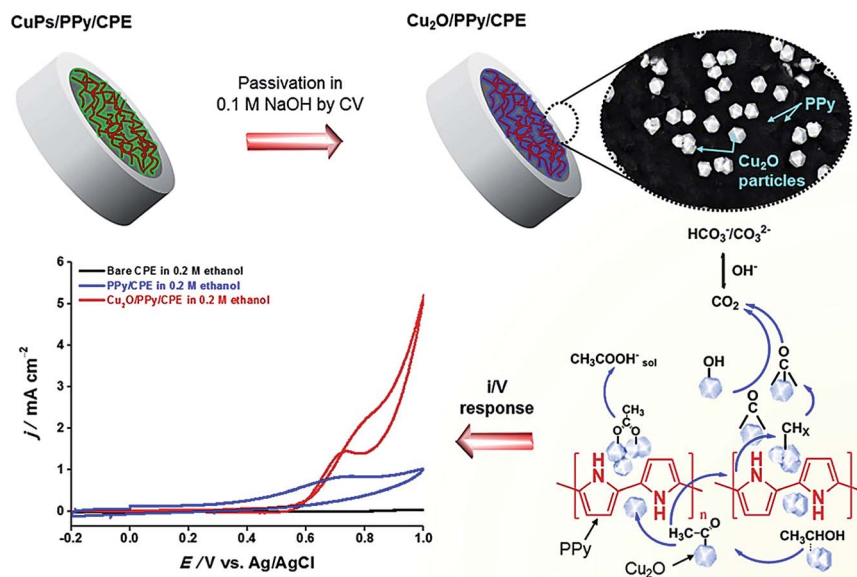 CuPs/PPy/CPE
Cu₂O/PPy/CPE
Passivation in
0.1 M NaOH by CV
PPy
Cu₂O
particles
HCO₃⁻/CO₃²⁻
OH⁻
CO₂
Bare CPE in 0.2 M ethanol
PPy/CPE in 0.2 M ethanol
Cu₂O/PPy/CPE in 0.2 M ethanol
6
5
4
3
2
1
0
j / mA cm⁻²
-0.2 0.0 0.2 0.4 0.6 0.8 1.0
E /V vs. Ag/AgCl
i/V
response
CH₃COOH⁻ sol
OH
O
C
O
C
CH₃
C
O O
CHx
H
N
N
H
n
H
N
N
H
n
PPy
H₃C-C
O
Cu₂O
CH₃CHOH